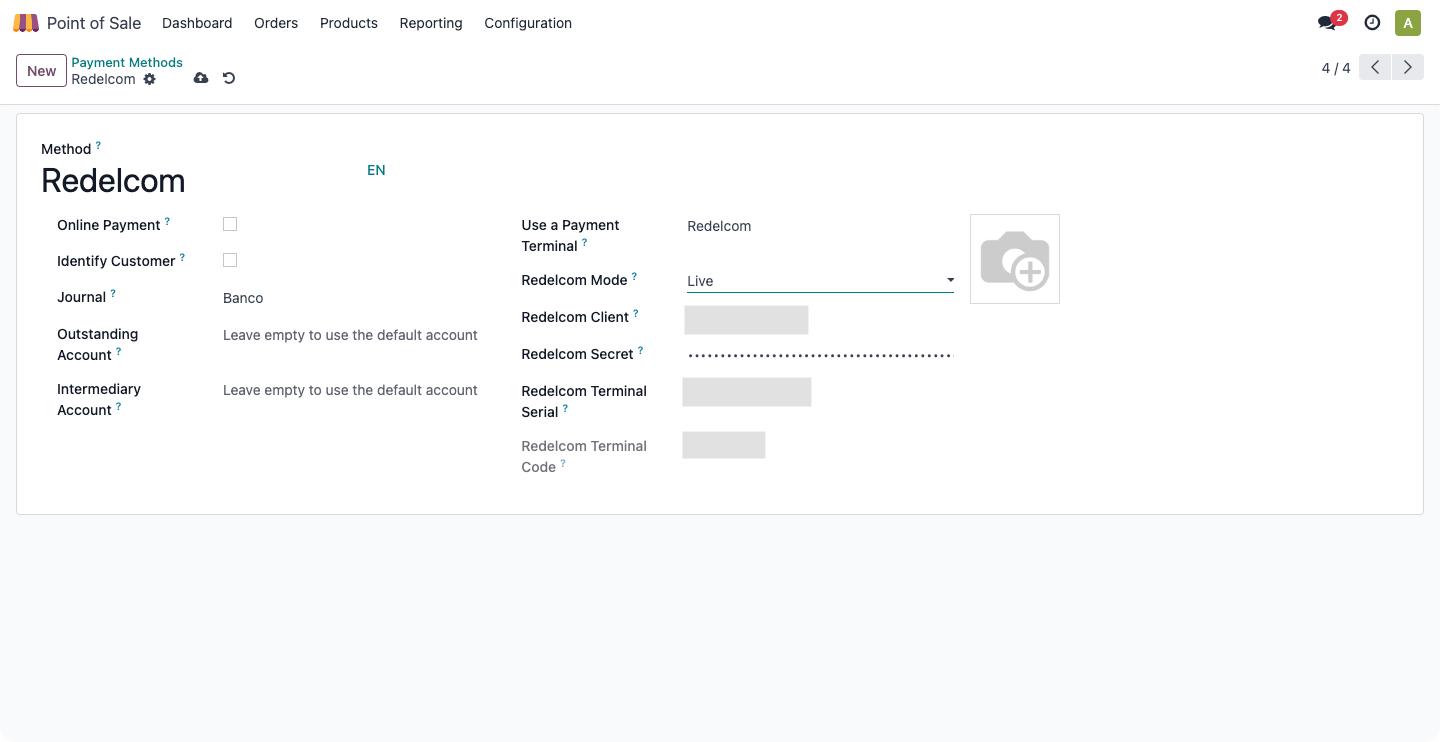 Point of Sale Dashboard Orders Products Reporting Configuration 2 A
New Payment Methods
Redelcom 4 / 4
Method ?
Redelcom EN
Online Payment ?
Identify Customer ?
Journal ? Banco
Outstanding
Account ? Leave empty to use the default account
Intermediary
Account ? Leave empty to use the default account
Use a Payment
Terminal ? Redelcom
Redelcom Mode ? Live
Redelcom Client ?
Redelcom Secret ?
Redelcom Terminal
Serial ?
Redelcom Terminal
Code ?